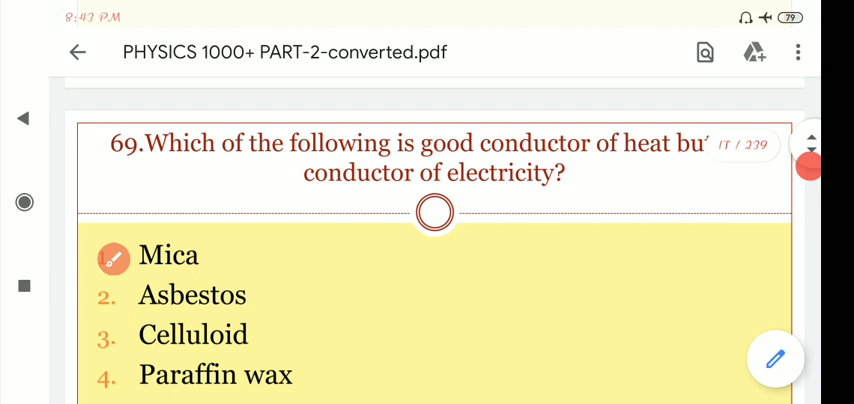 8:43 PM
79
PHYSICS 1000+ PART-2-converted.pdf
69.Which of the following is good conductor of heat bu
/ 239
conductor of electricity?
1. Mica
2. Asbestos
3. Celluloid
4. Paraffin wax